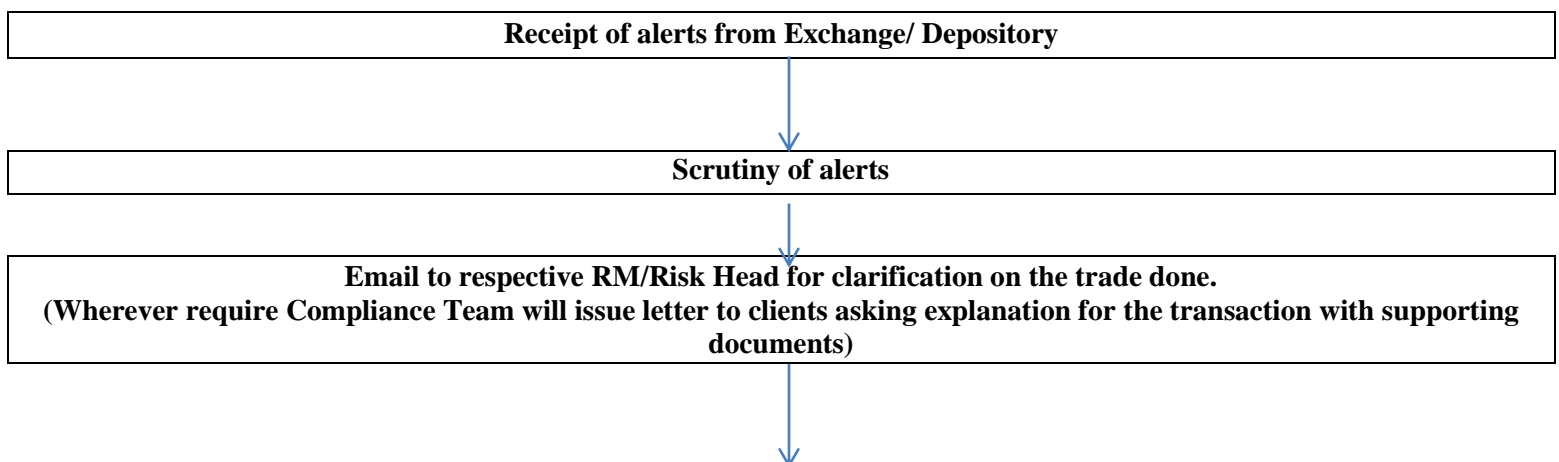 Receipt of alerts from Exchange/ Depository
Scrutiny of alerts
Email to respective RM/Risk Head for clarification on the trade done.
(Wherever require Compliance Team will issue letter to clients asking explanation for the transaction with supporting
documents)